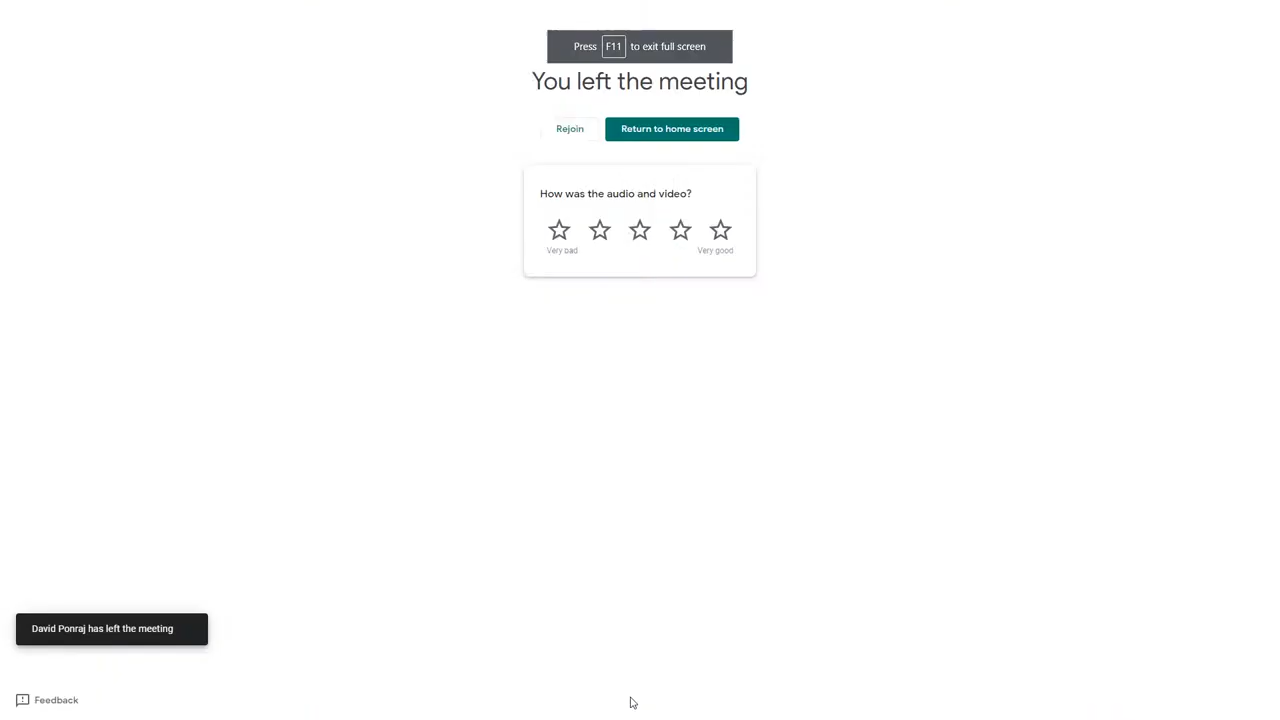 Press F11 to exit full screen
You left the meeting
Rejoin
Return to home screen
How was the audio and video?
Very bad
Very good
David Ponraj has left the meeting
Feedback